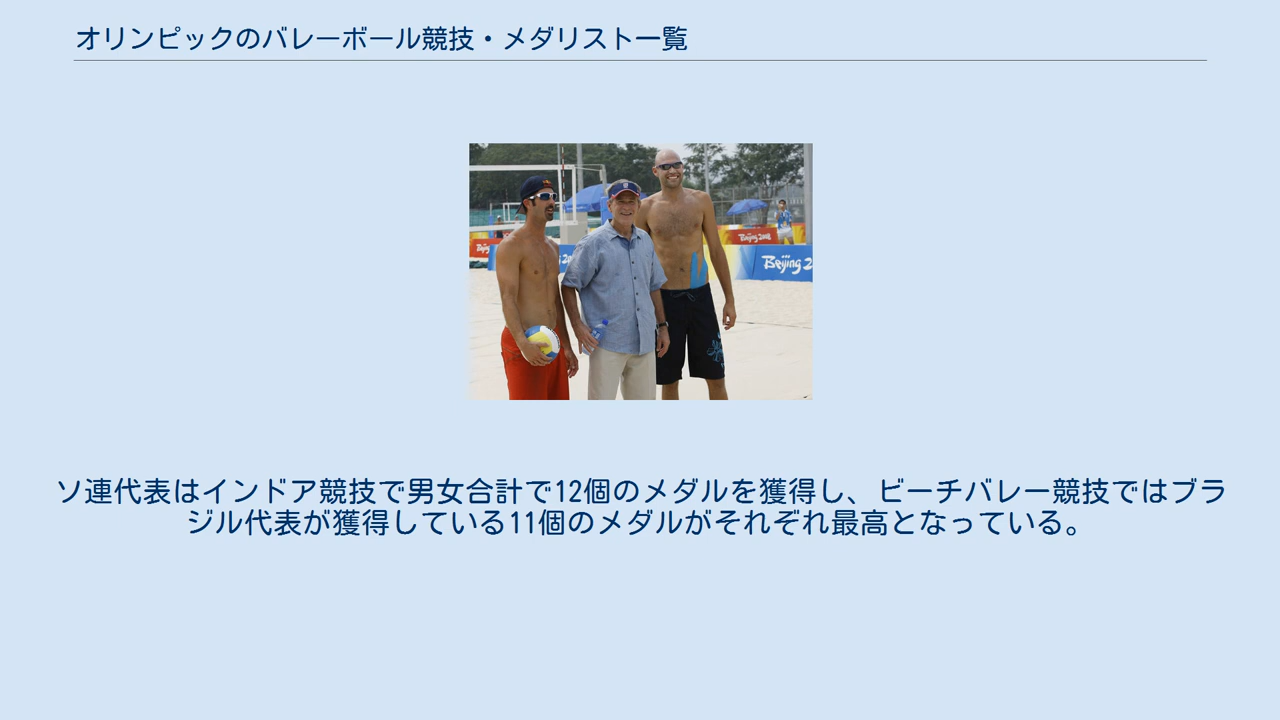 オリンピックのバレーボール競技・メダリスト一覧
Beijing 2008
Beijing 2
ソ連代表はインドア競技で男女合計で12個のメダルを獲得し、ビーチバレー競技ではブラ
ジル代表が獲得している11個のメダルがそれぞれ最高となっている。